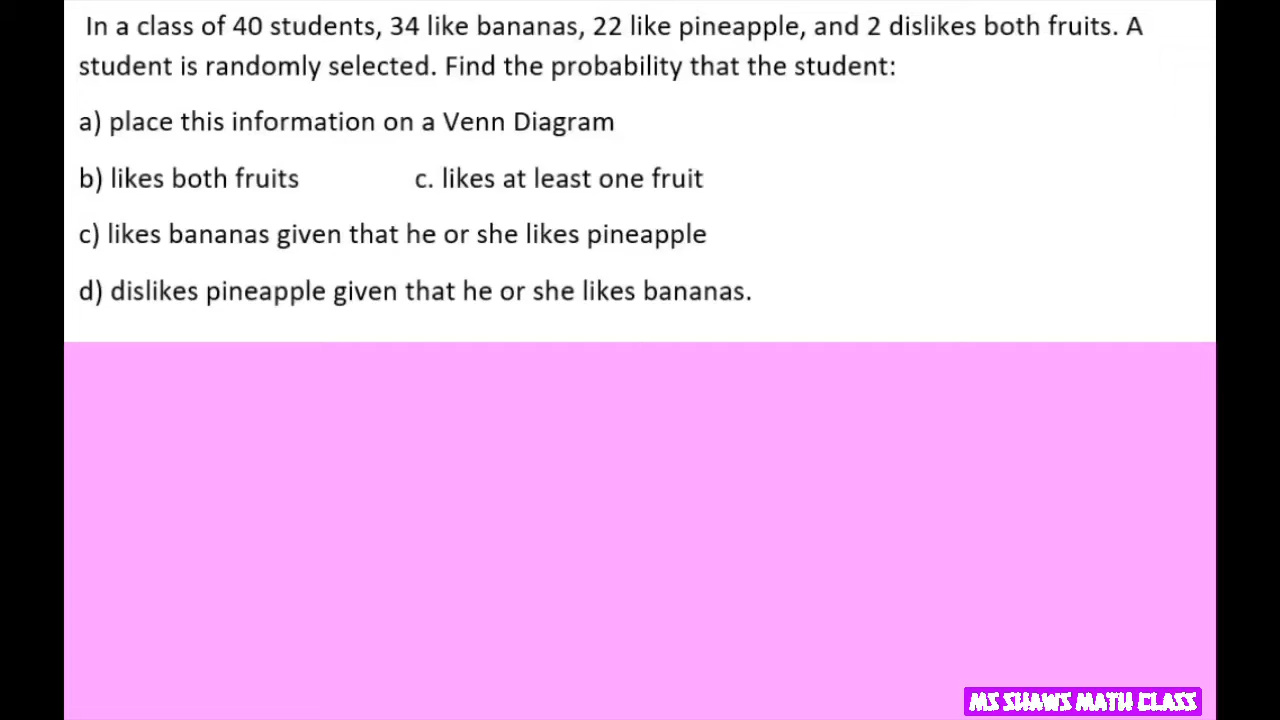 In a class of 40 students, 34 like bananas, 22 like pineapple, and 2 dislikes both fruits. A
student is randomly selected. Find the probability that the student:
a) place this information on a Venn Diagram
b) likes both fruits c. likes at least one fruit
c) likes bananas given that he or she likes pineapple
d) dislikes pineapple given that he or she likes bananas.
MS SHAWS MATH CLASS